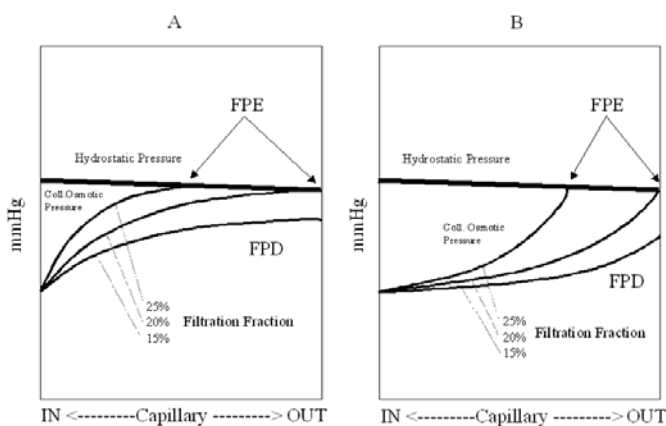 A
FPE
Hydrostatic Pressure
Coll.Osmotic
Pressure
mmHg
FPD
25%
20% Filtration Fraction
15%
IN <--------Capillary --------> OUT
B
FPE
Hydrostatic Pressure
Coll. Osmotic
Pressure
mmHg
FPD
25%
20% Filtration Fraction
15%
IN <--------Capillary --------> OUT